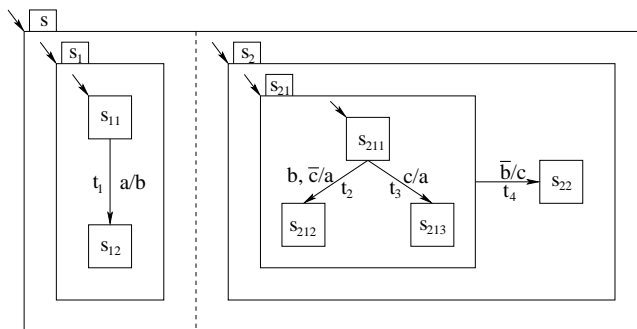 s
s₁
s₂
s₂₁
s₁₁
s₂₁₁
b, c̅/a
c/a
b̅/c
t₁ a/b
t₂
t₃
t₄
s₂₂
s₁₂
s₂₁₂
s₂₁₃